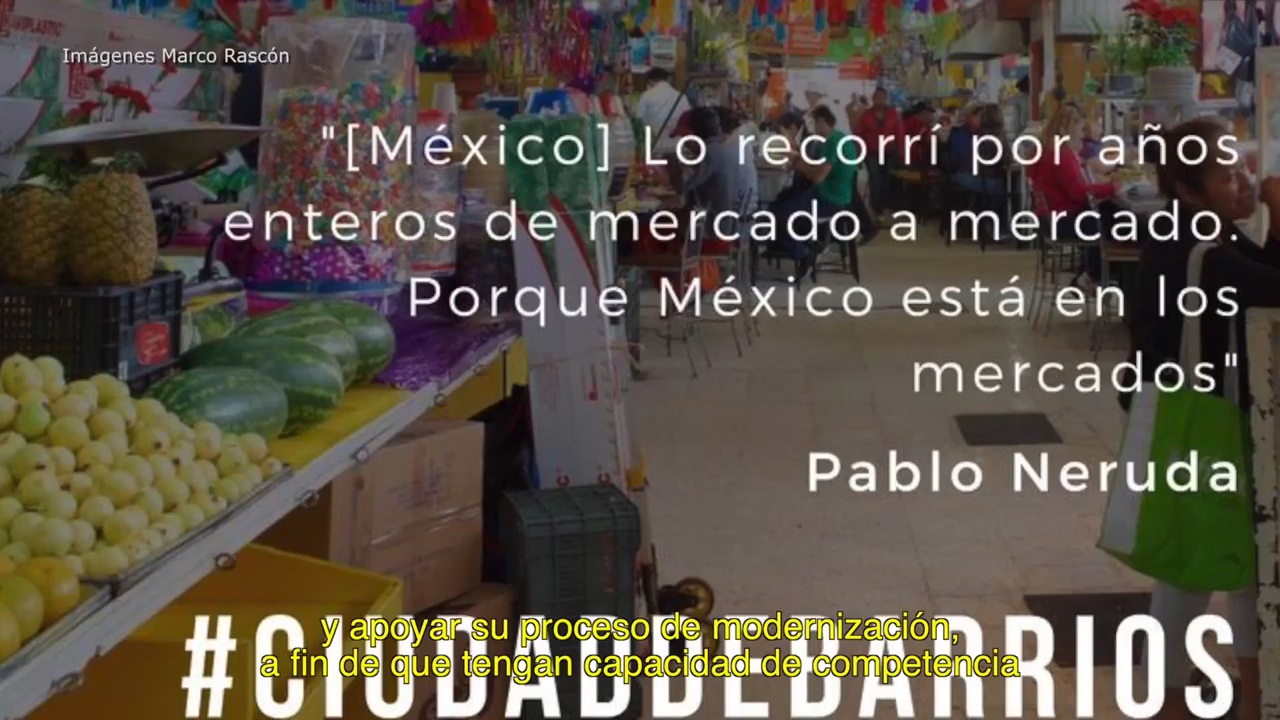 Imágenes Marco Rascón
"[México] Lo recorrí por años
enteros de mercado a mercado.
Porque México está en los
mercados"
Pablo Neruda
#CIUDADDEBARRIOS
y apoyar su proceso de modernización,
a fin de que tengan capacidad de competencia